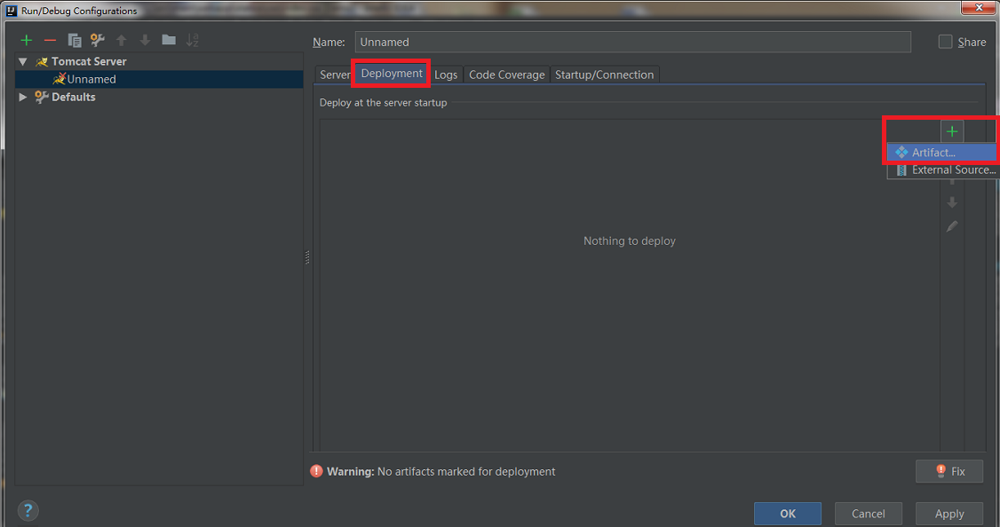 Run/Debug Configurations
Name: Unnamed
Share
Tomcat Server
Unnamed
Defaults
Server Deployment Logs Code Coverage Startup/Connection
Deploy at the server startup
Artifact...
External Source...
Nothing to deploy
Warning: No artifacts marked for deployment
Fix
OK Cancel Apply